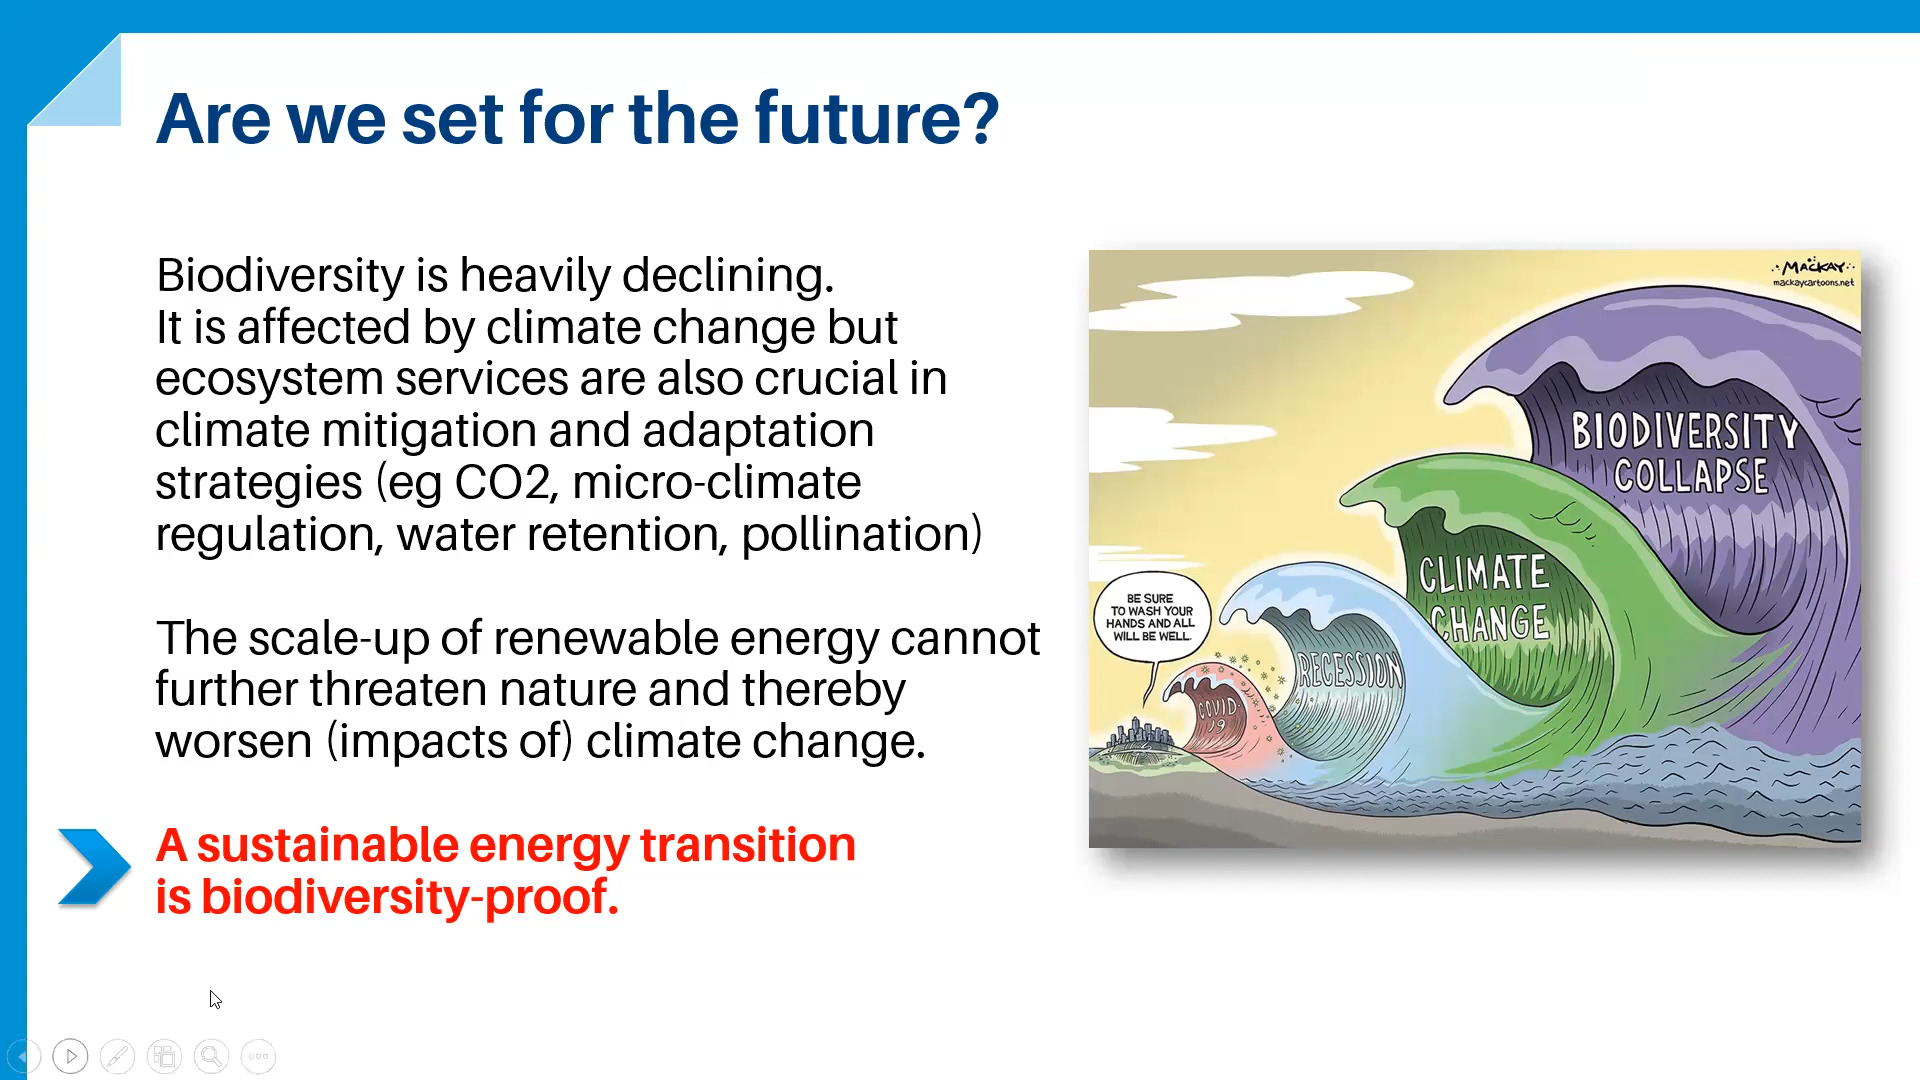 Are we set for the future?
Biodiversity is heavily declining.
It is affected by climate change but
ecosystem services are also crucial in
climate mitigation and adaptation
strategies (eg CO2, micro-climate
regulation, water retention, pollination)
The scale-up of renewable energy cannot
further threaten nature and thereby
worsen (impacts of) climate change.
A sustainable energy transition
is biodiversity-proof.
MACKAY
mackaycartoons.net
BIODIVERSITY
COLLAPSE
CLIMATE
CHANGE
RECESSION
COVID-
19
BE SURE
TO WASH YOUR
HANDS AND ALL
WILL BE WELL.